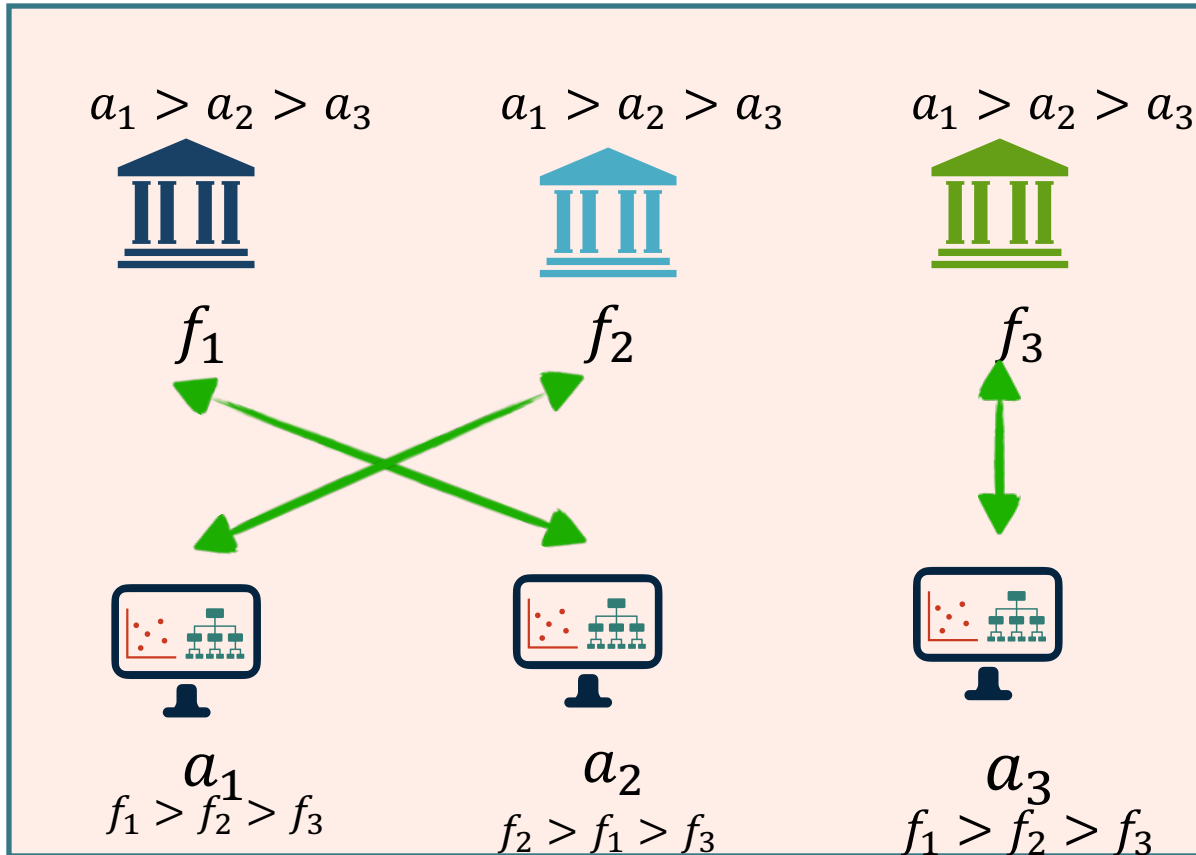 a₁ > a₂ > a₃ a₁ > a₂ > a₃ a₁ > a₂ > a₃
f₁ f₂ f₃
a₁ a₂ a₃
f₁ > f₂ > f₃ f₂ > f₁ > f₃ f₁ > f₂ > f₃